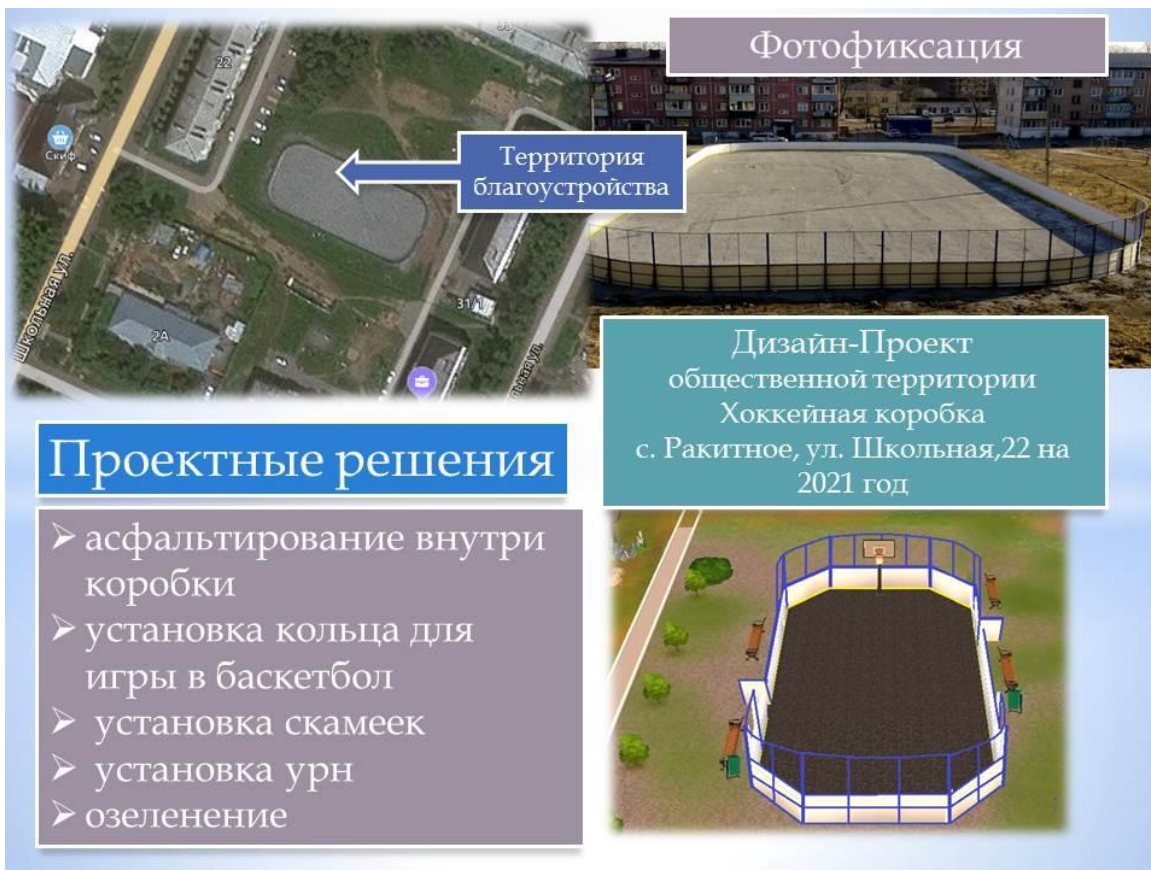 Фотофиксация
33
22
Скиф
Территория
благоустройства
Школьная ул.
2А
31/1
Дизайн-Проект
общественной территории
Хоккейная коробка
с. Ракитное, ул. Школьная,22 на
2021 год
Проектные решения
➢ асфальтирование внутри
коробки
➢ установка кольца для
игры в баскетбол
➢ установка скамеек
➢ установка урн
➢ озеленение